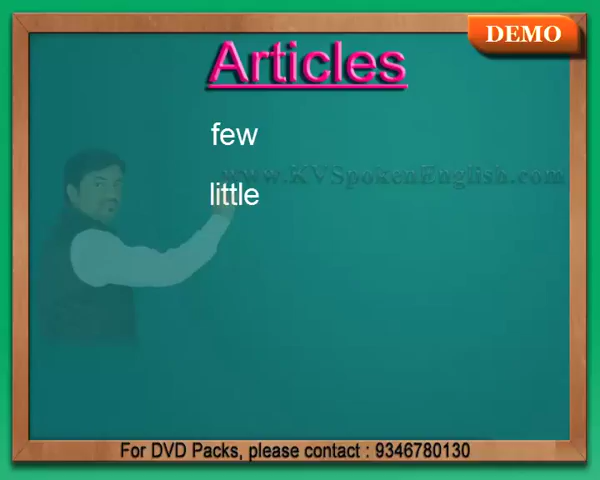 DEMO
Articles
few
www.KVSpokenEnglish.com
little
For DVD Packs, please contact : 9346780130